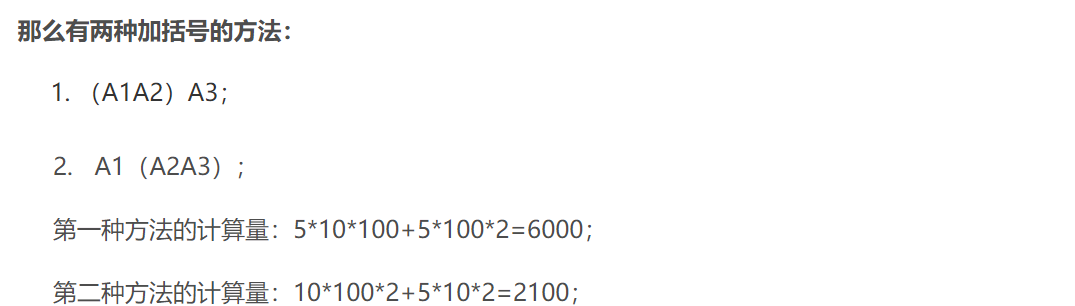 那么有两种加括号的方法：
1. （A1A2）A3；
2. A1（A2A3）；
第一种方法的计算量：5*10*100+5*100*2=6000；
第二种方法的计算量：10*100*2+5*10*2=2100；